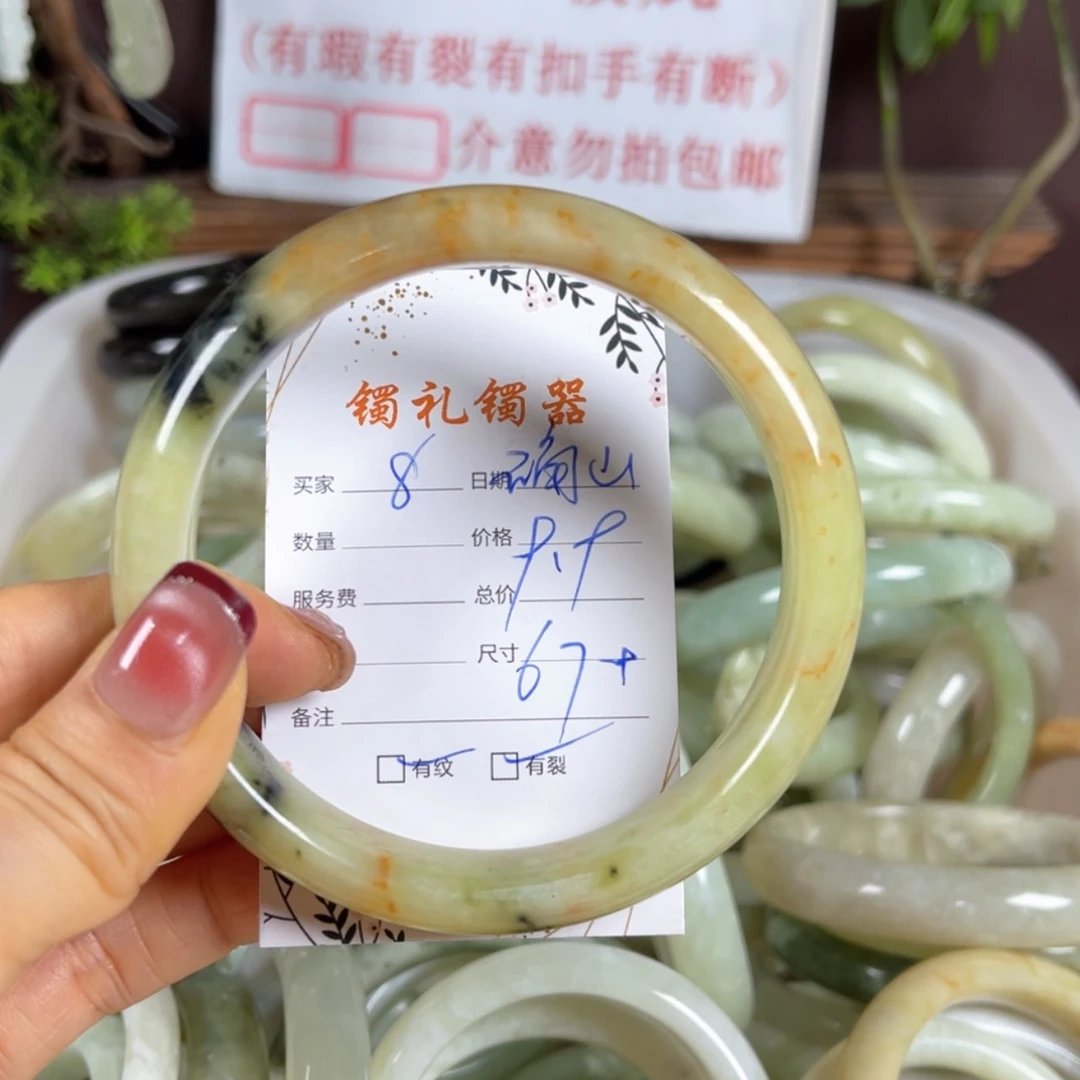 （有瑕有裂有扣手有断）
介意勿拍包邮
镯礼镯器
买家 8 日期 确山
数量 价格
服务费 总价
尺寸 67+
备注
有纹 有裂